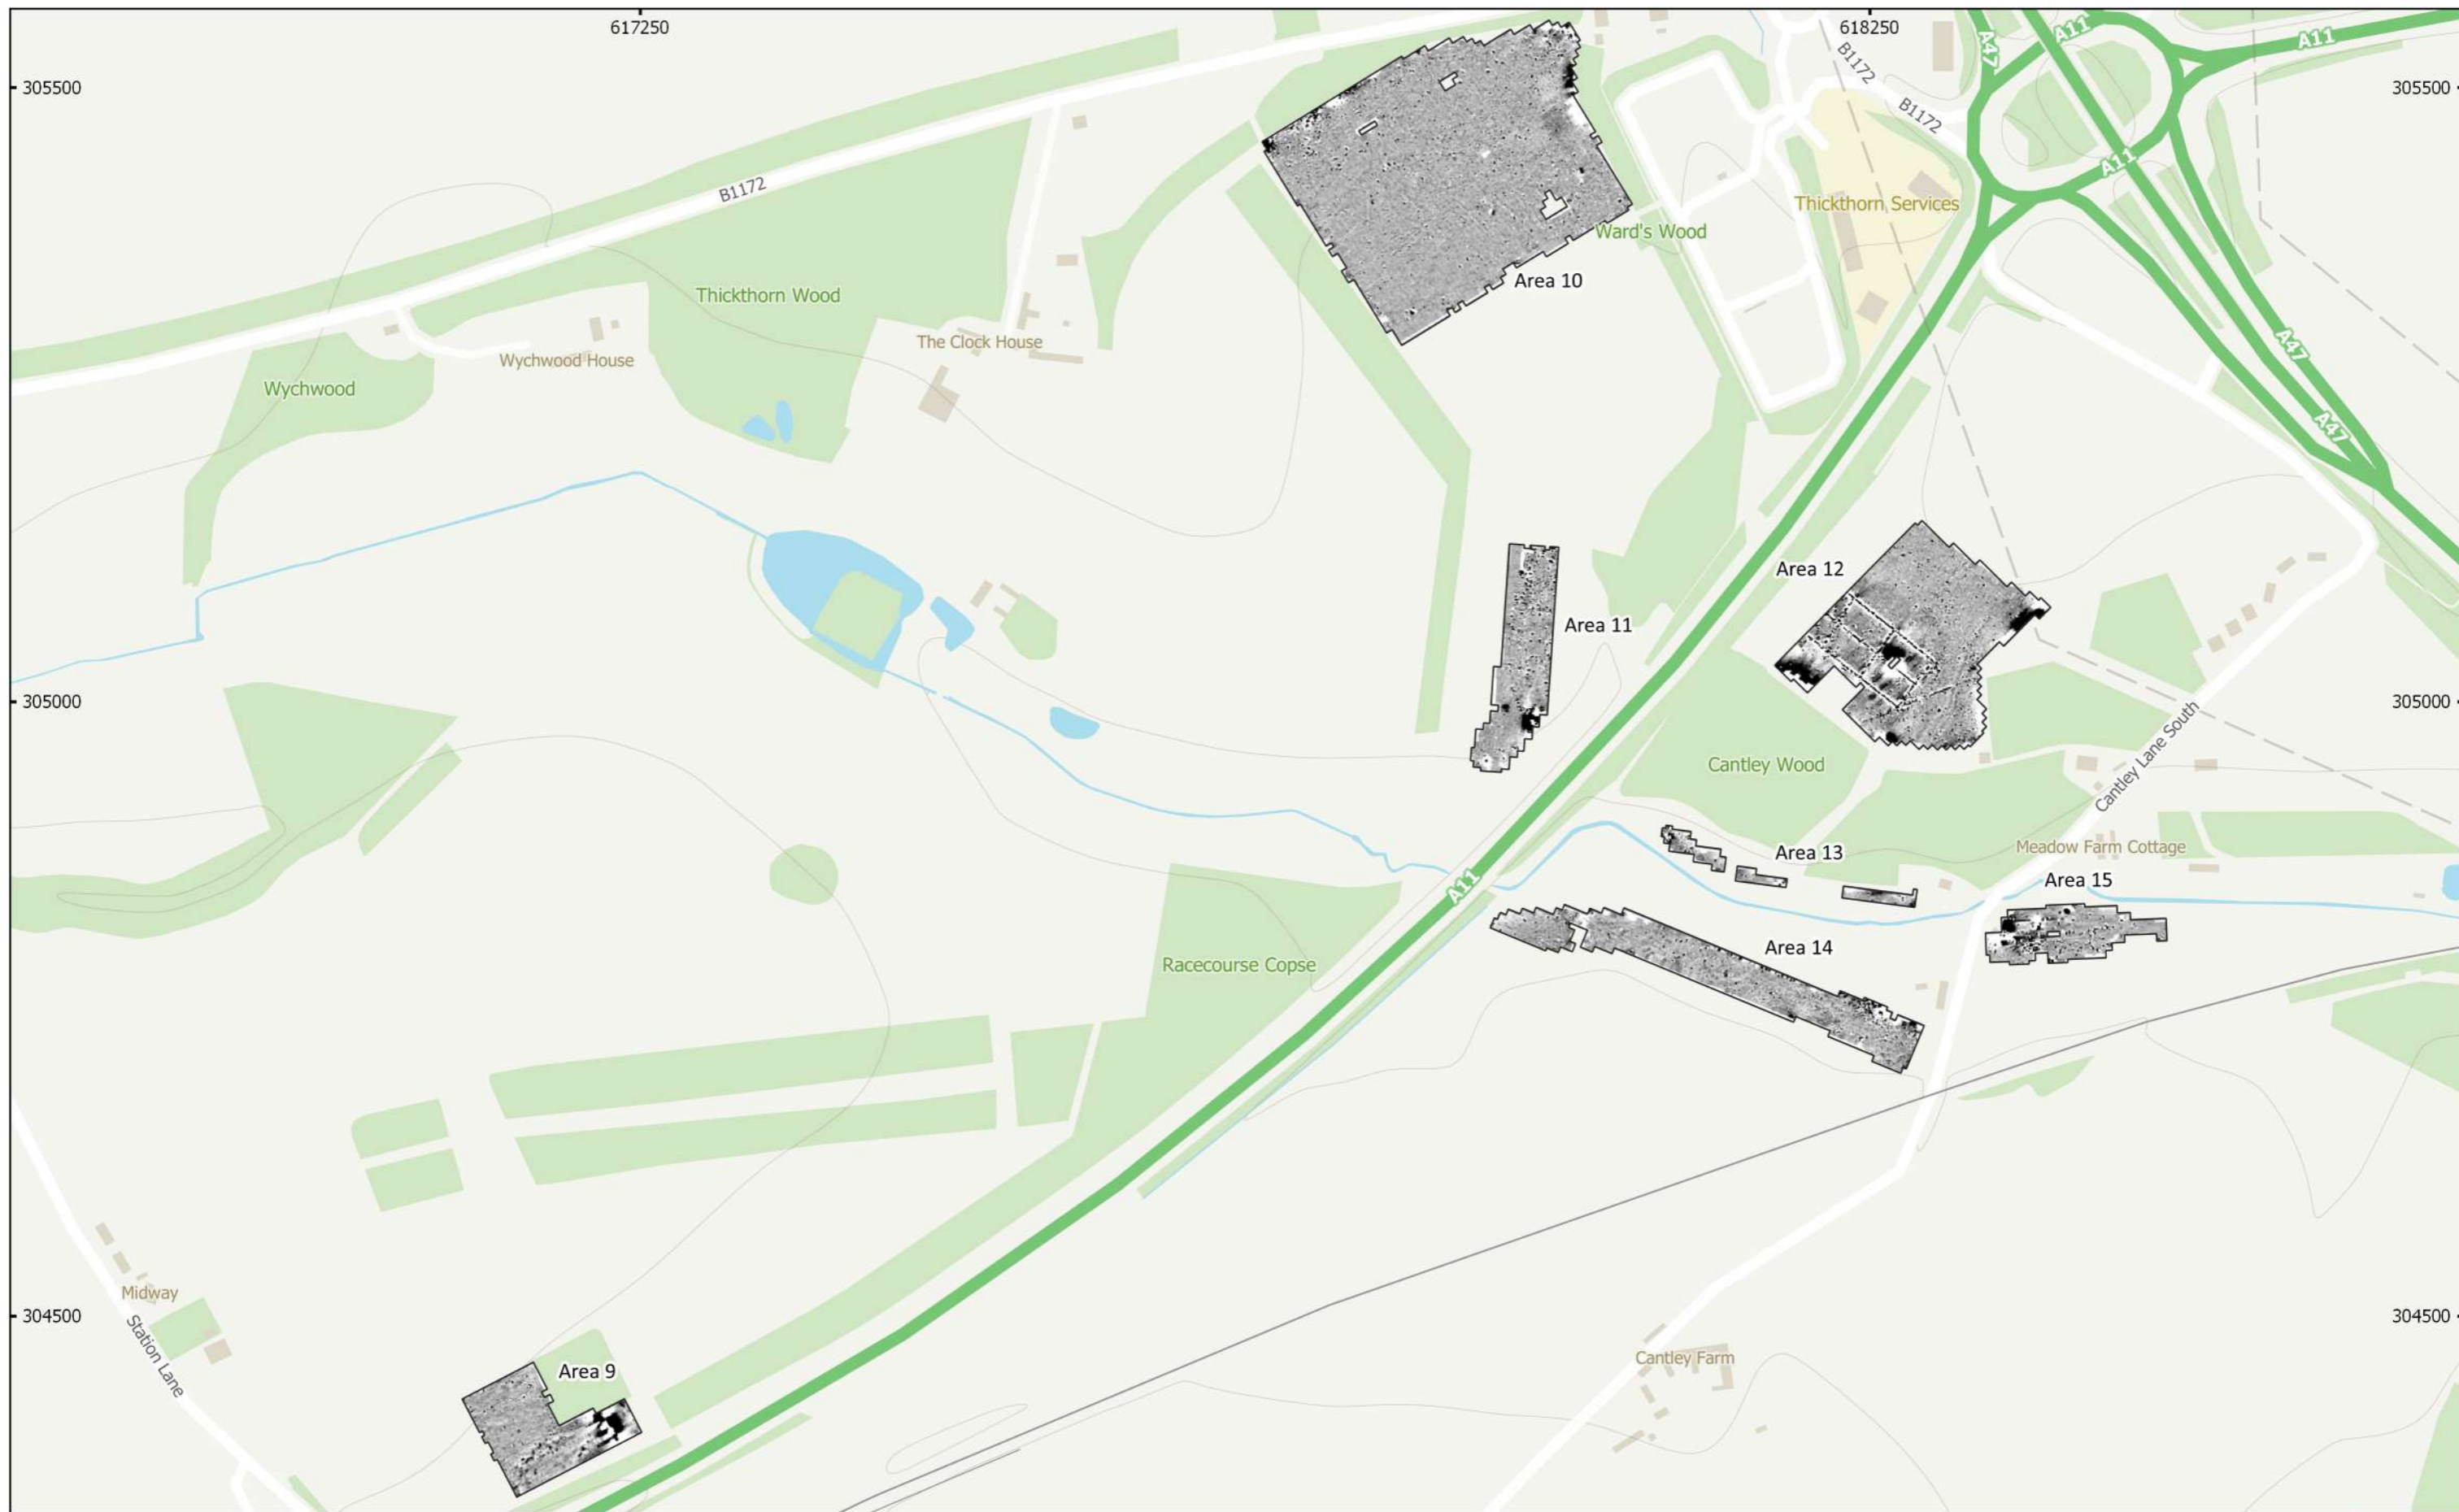 617250
618250
A47
A11
A11
B1172
305500
305500
B1172
A11
B1172
Thickthorn Services
Ward's Wood
Area 10
Thickthorn Wood
The Clock House
Wychwood House
Wychwood
A47
A47
Area 12
Area 11
305000
305000
Cantley Wood
Cantley Lane South
Area 13
Meadow Farm Cottage
Area 15
A11
Area 14
Racecourse Copse
Midway
304500
304500
Station Lane
Cantley Farm
Area 9